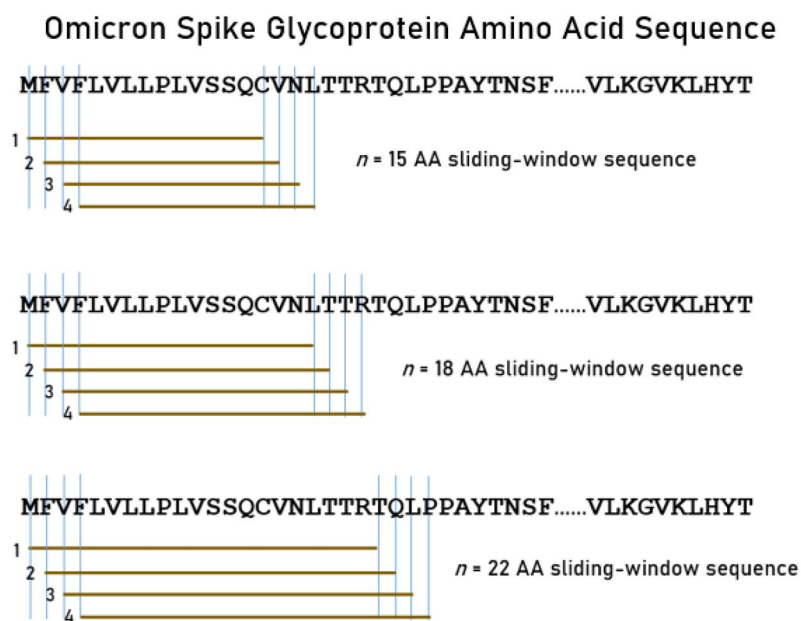 Omicron Spike Glycoprotein Amino Acid Sequence
MFVFLVLLPLVSSQCVNLTTRTQLPPAYTNSF......VLKGVKLHYT
1
2
n = 15 AA sliding-window sequence
3
4
MFVFLVLLPLVSSQCVNLTTRTQLPPAYTNSF......VLKGVKLHYT
1
2
n = 18 AA sliding-window sequence
3
4
MFVFLVLLPLVSSQCVNLTTRTQLPPAYTNSF......VLKGVKLHYT
1
2
n = 22 AA sliding-window sequence
3
4